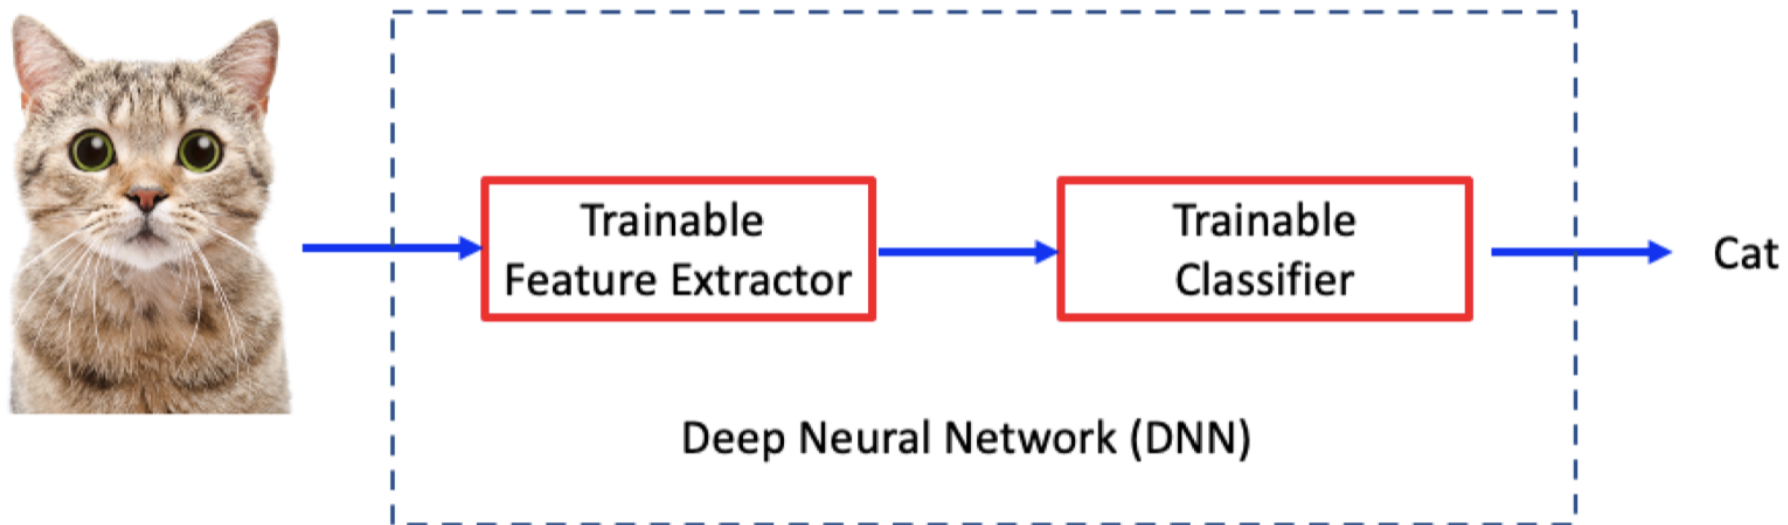 Trainable
Feature Extractor
Trainable
Classifier
Cat
Deep Neural Network (DNN)